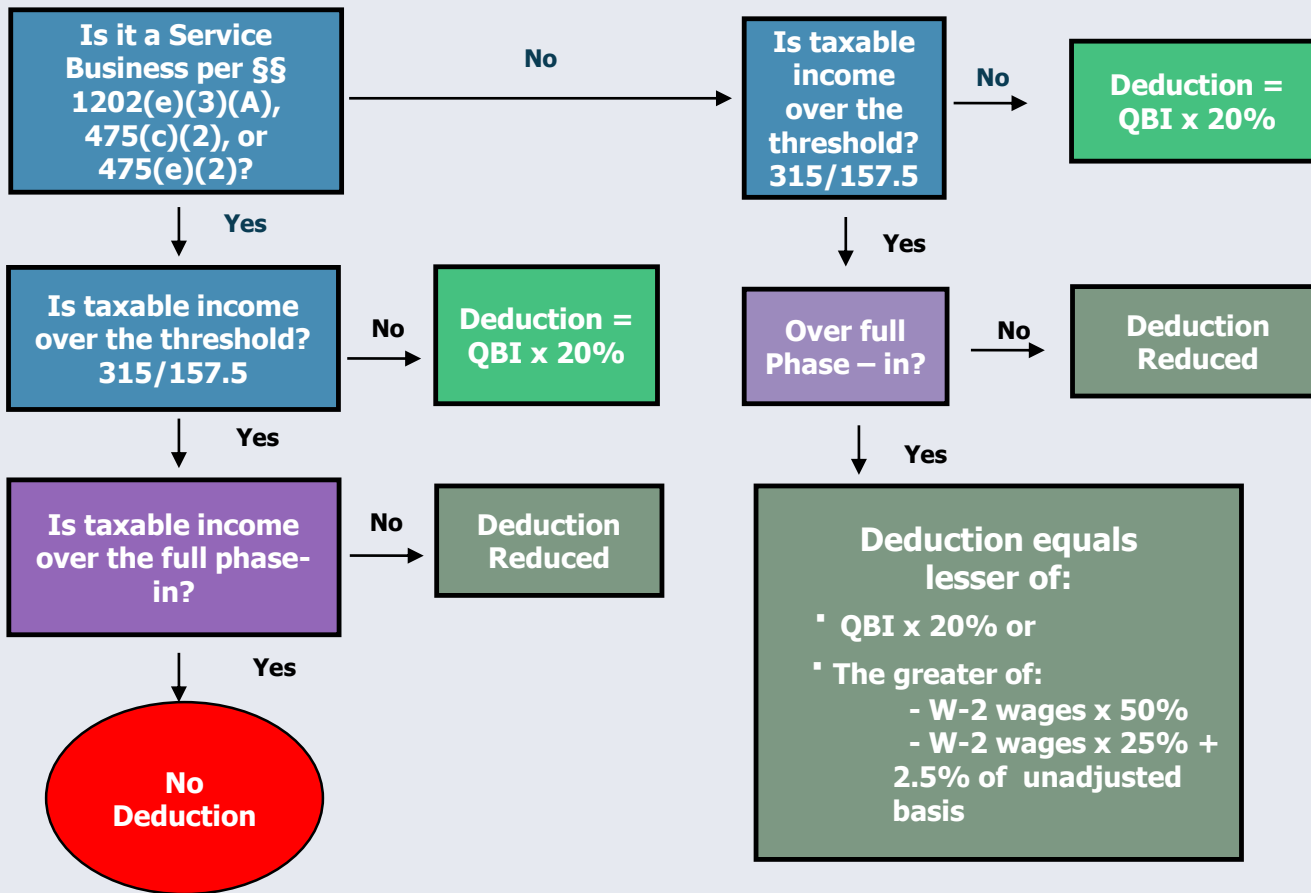 Is it a Service
Business per §§
1202(e)(3)(A),
475(c)(2), or
475(e)(2)?
No
Is taxable
income
over the
threshold?
315/157.5
No
Deduction =
QBI x 20%
Yes
Yes
Is taxable income
over the threshold?
315/157.5
No
Deduction =
QBI x 20%
Over full
Phase – in?
No
Deduction
Reduced
Yes
Yes
Is taxable income
over the full phase-
in?
No
Deduction
Reduced
Deduction equals
lesser of:
▪ QBI x 20% or
▪ The greater of:
- W-2 wages x 50%
- W-2 wages x 25% +
2.5% of unadjusted
basis
Yes
No
Deduction